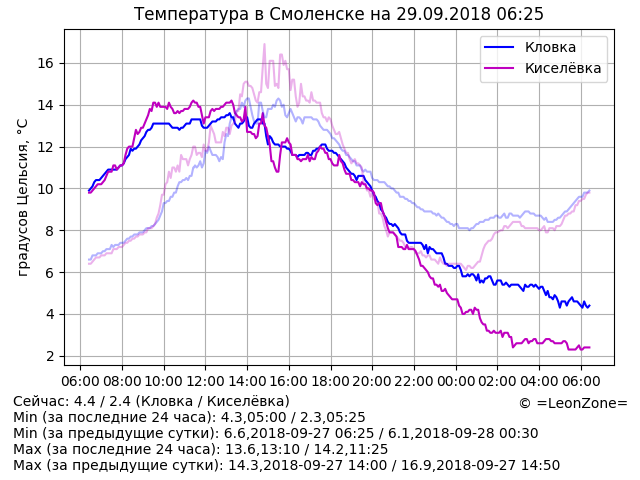 Температура в Смоленске на 29.09.2018 06:25
градусов Цельсия, °C
16
14
12
10
8
6
4
2
Кловка
Киселёвка
06:00 08:00 10:00 12:00 14:00 16:00 18:00 20:00 22:00 00:00 02:00 04:00 06:00
Сейчас: 4.4 / 2.4 (Кловка / Киселёвка)
© =LeonZone=
Min (за последние 24 часа): 4.3,05:00 / 2.3,05:25
Min (за предыдущие сутки): 6.6,2018-09-27 06:25 / 6.1,2018-09-28 00:30
Max (за последние 24 часа): 13.6,13:10 / 14.2,11:25
Max (за предыдущие сутки): 14.3,2018-09-27 14:00 / 16.9,2018-09-27 14:50